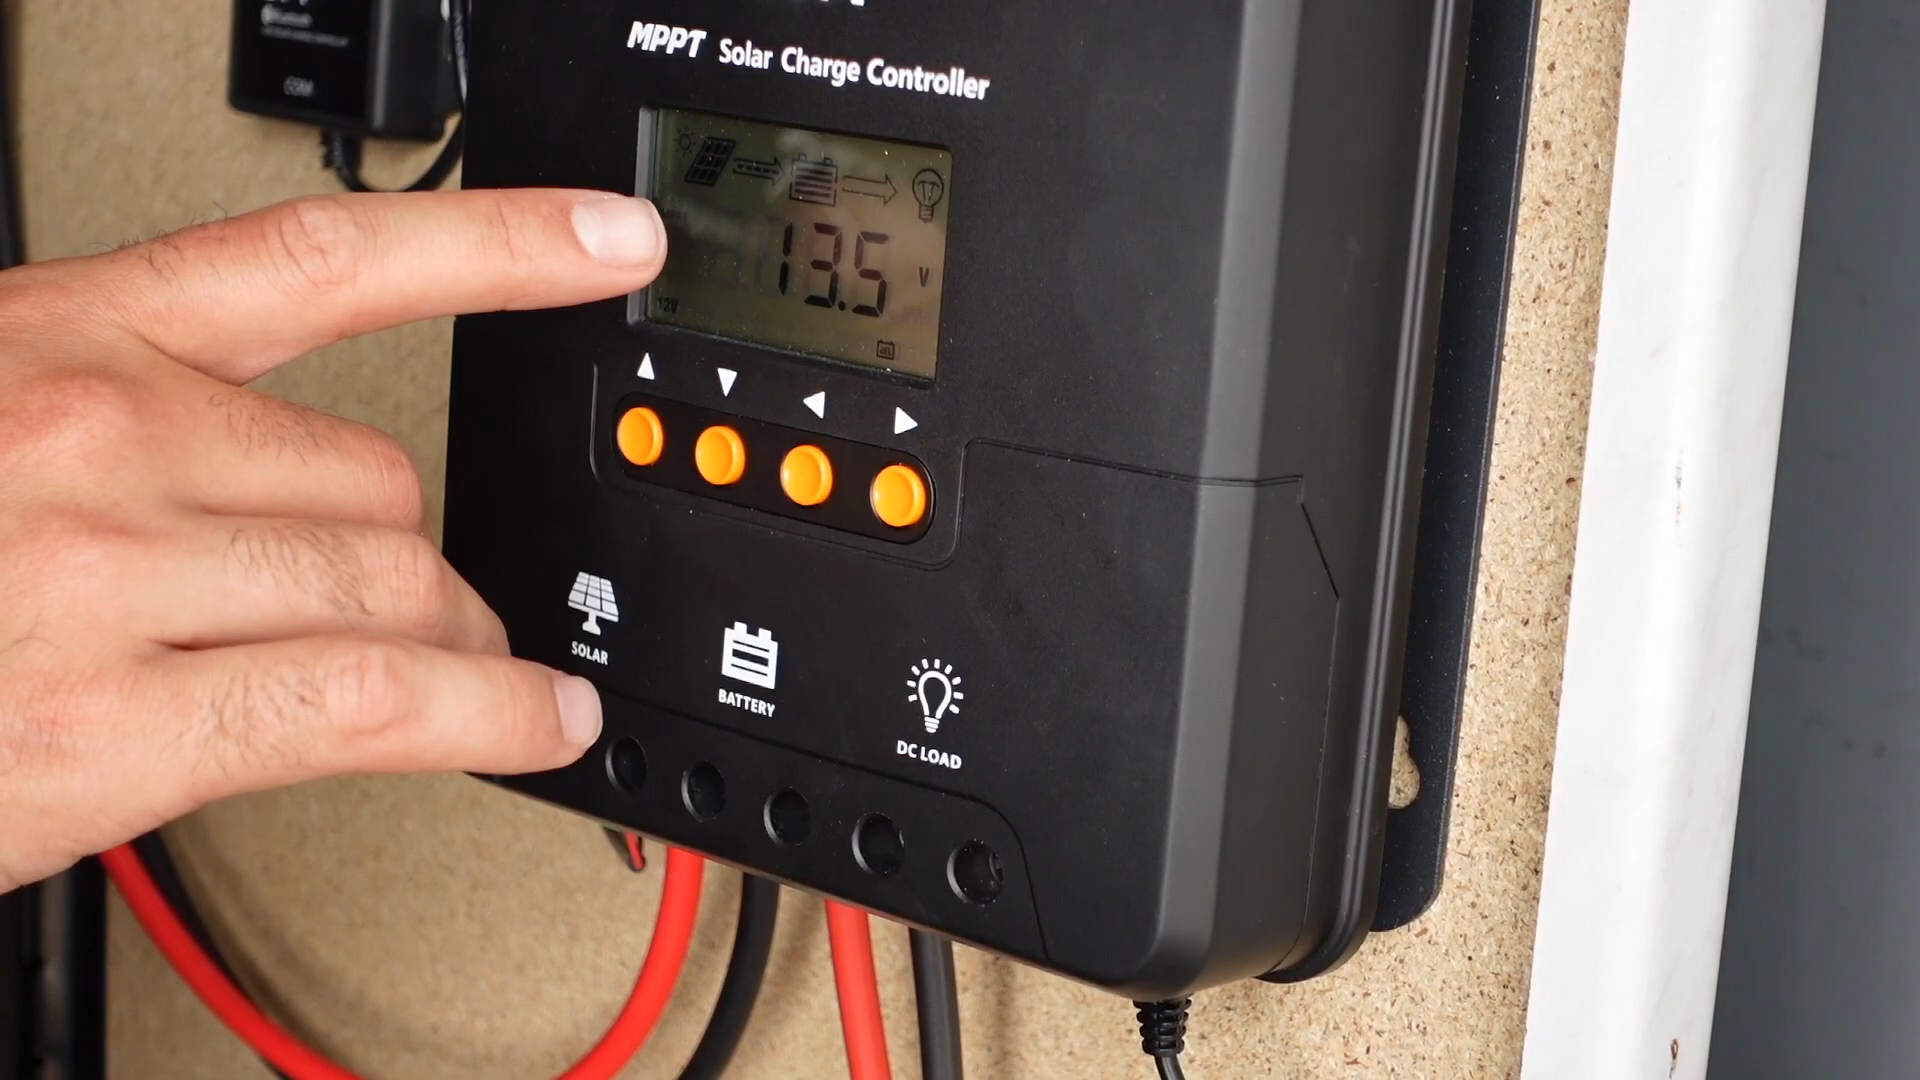 MPPT Solar Charge Controller
13.5 V
12V
SOLAR
BATTERY
DC LOAD